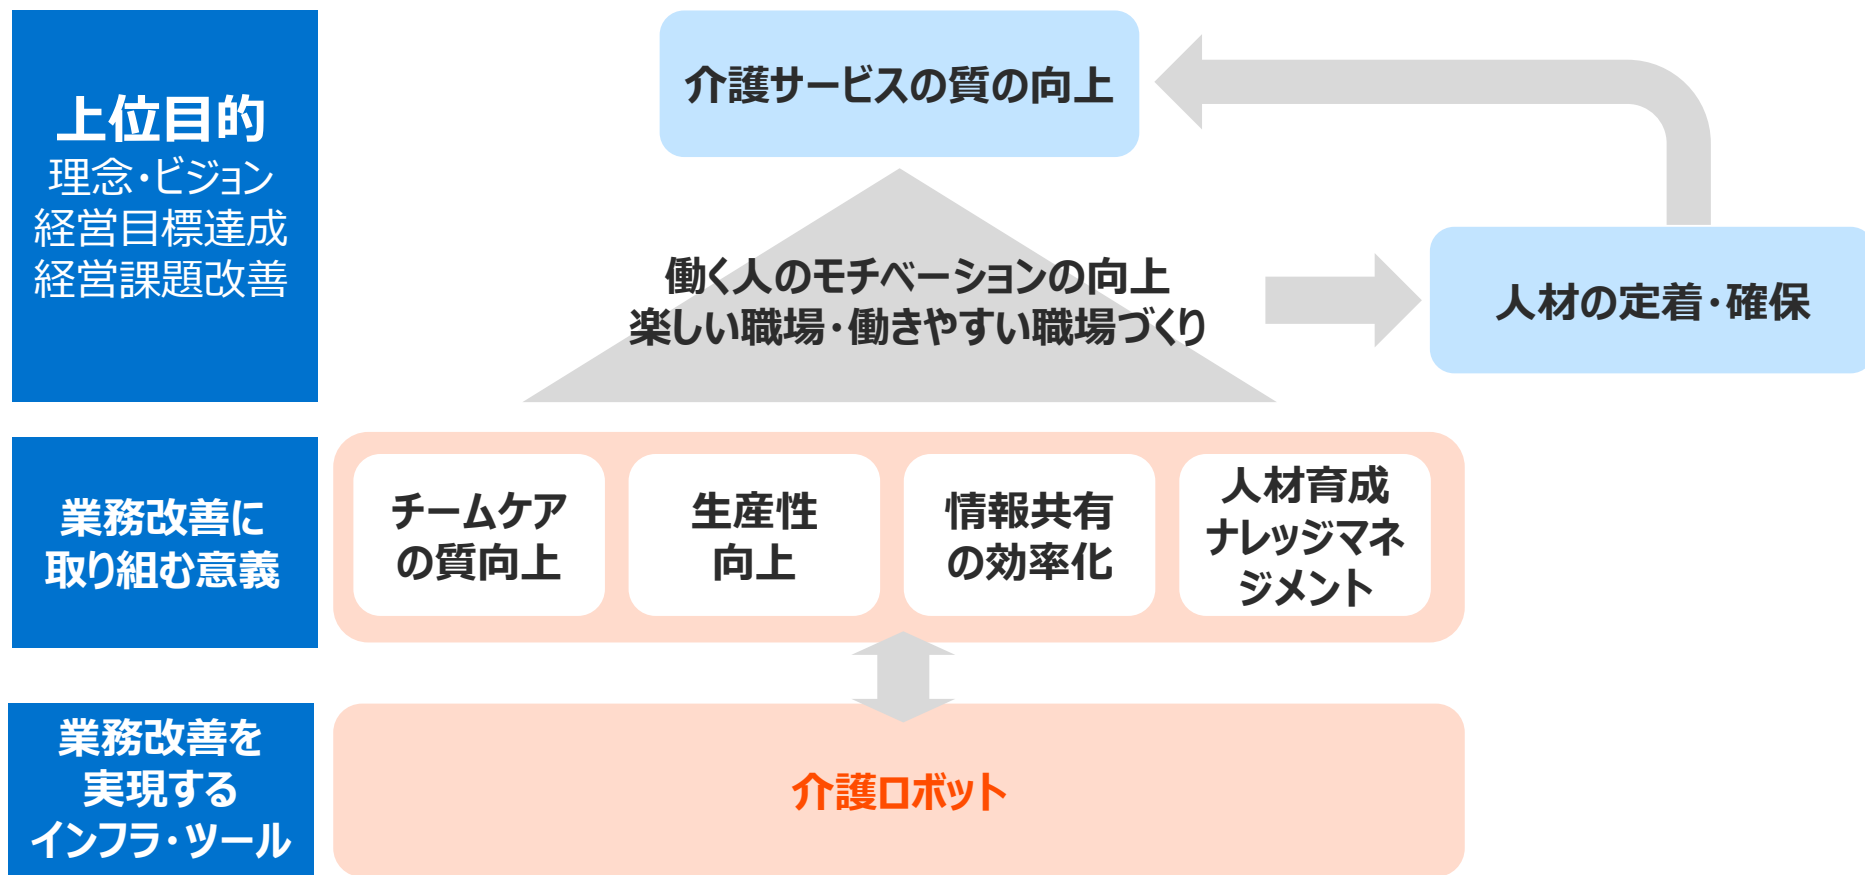 上位目的
理念・ビジョン
経営目標達成
経営課題改善
介護サービスの質の向上
働く人のモチベーションの向上
楽しい職場・働きやすい職場づくり
人材の定着・確保
業務改善に
取り組む意義
チームケア
の質向上
生産性
向上
情報共有
の効率化
人材育成
ナレッジマネ
ジメント
業務改善を
実現する
インフラ・ツール
介護ロボット